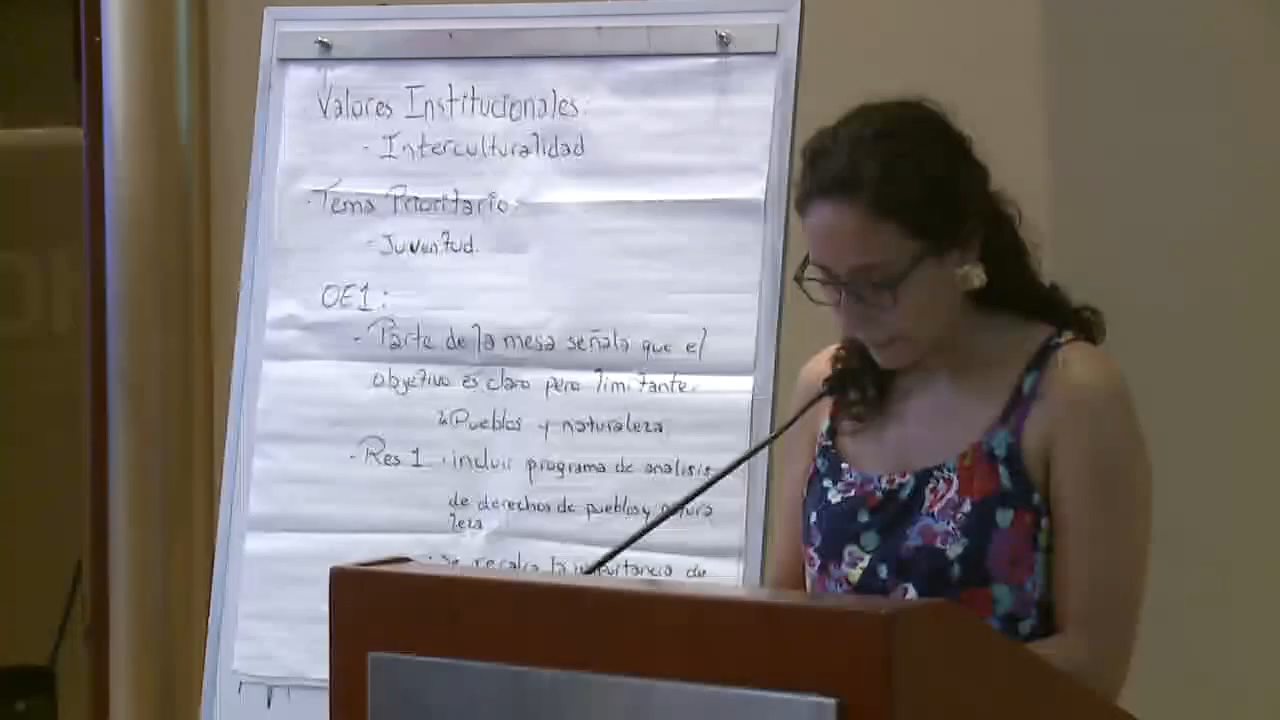 Valores Institucionales:
- Interculturalidad
- Tema Prioritario:
- Juventud.
OE1:
- Parte de la mesa señala que el
objetivo es claro pero limitante.
Pueblos y naturaleza
- Res 1 · incluir programa de analisis
de derechos de pueblos y natura
leza
· Se recalca la importancia de